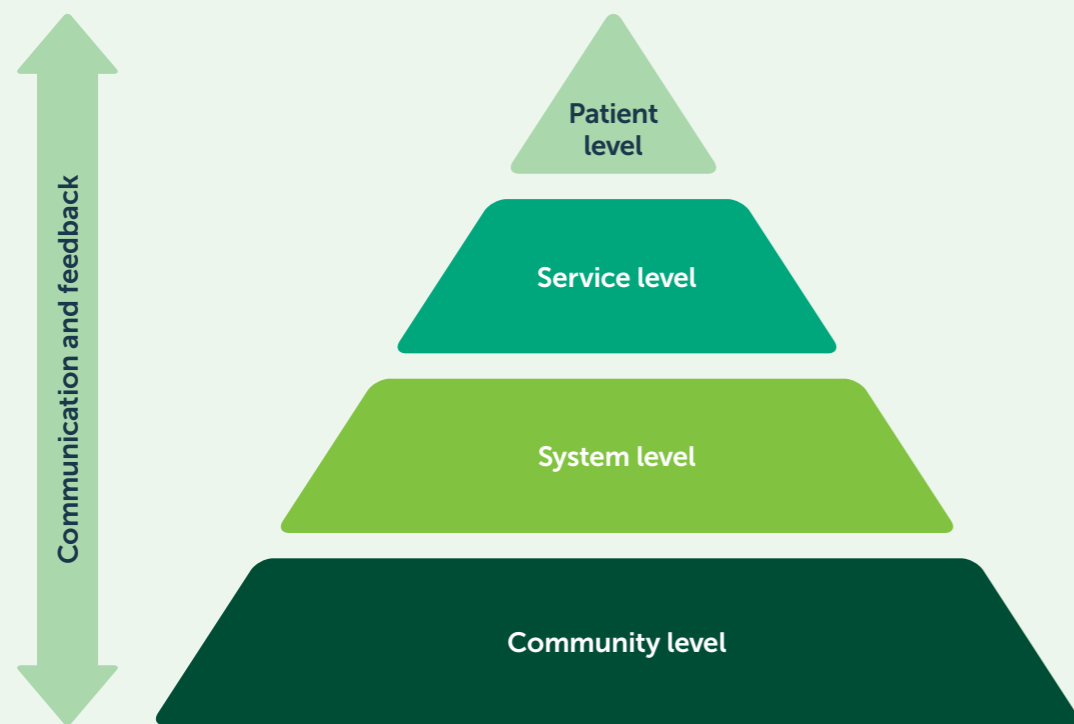 Communication and feedback
Patient
level
Service level
System level
Community level